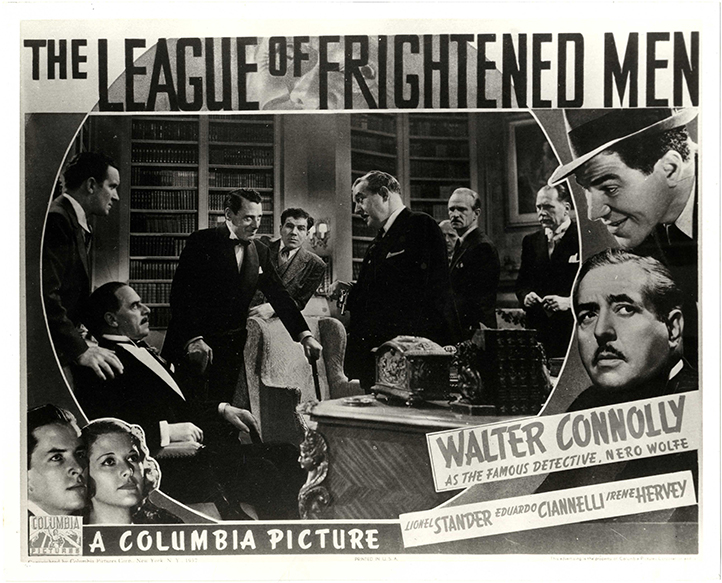 THE LEAGUE OF FRIGHTENED MEN
WALTER CONNOLLY
AS THE FAMOUS DETECTIVE, NERO WOLFE
LIONEL STANDER EDUARDO CIANNELLI IRENE HERVEY
COLUMBIA
PICTURES
A COLUMBIA PICTURE